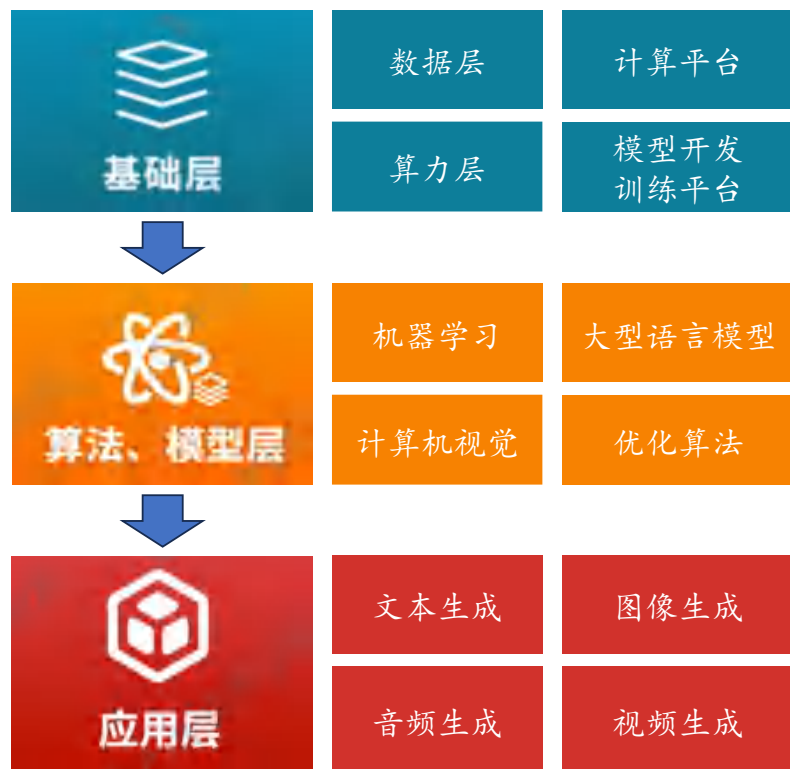 基础层
数据层
计算平台
算力层
模型开发
训练平台
算法、模型层
机器学习
大型语言模型
计算机视觉
优化算法
应用层
文本生成
图像生成
音频生成
视频生成